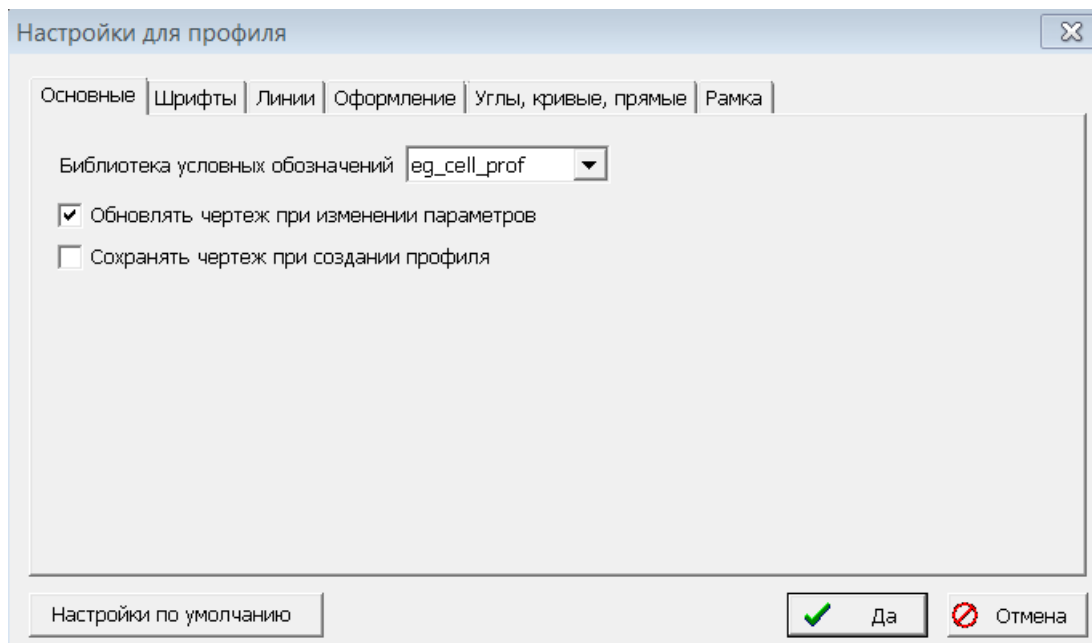 Настройки для профиля
Основные Шрифты Линии Оформление Углы, кривые, прямые Рамка
Библиотека условных обозначений eg_cell_prof
Обновлять чертеж при изменении параметров
Сохранять чертеж при создании профиля
Настройки по умолчанию Да Отмена